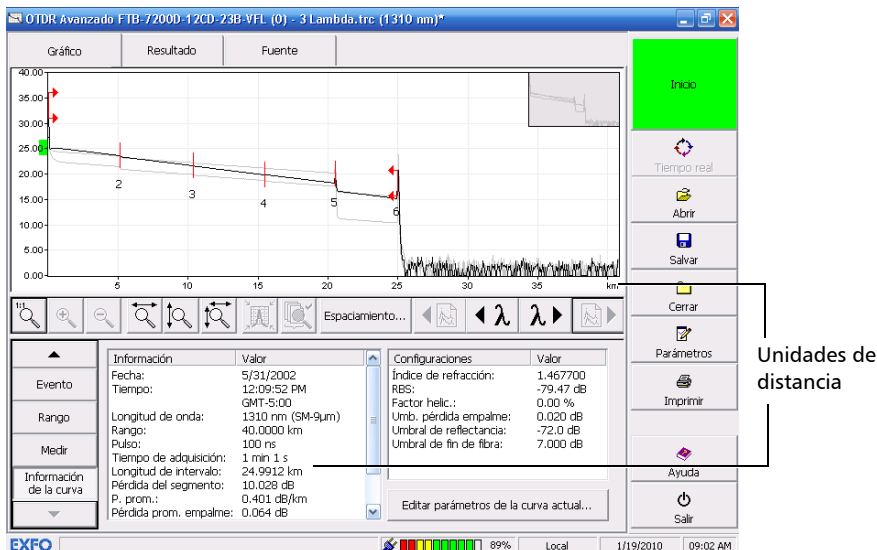 OTDR Avanzado FTB-7200D-12CD-23B-VFL (0) - 3 Lambda.trc (1310 nm)*
Gráfico
Resultado
Fuente
40.00
35.00
30.00
25.00
20.00
15.00
10.00
5.00
0.00
2
3
4
5
6
5
10
15
20
25
30
35
km
1:1
Espaciamiento...
λ
λ
Evento
Rango
Medir
Información
de la curva
Información Valor
Fecha: 5/31/2002
Tiempo: 12:09:52 PM
GMT-5:00
Longitud de onda: 1310 nm (SM-9µm)
Rango: 40.0000 km
Pulso: 100 ns
Tiempo de adquisición: 1 min 1 s
Longitud de intervalo: 24.9912 km
Pérdida del segmento: 10.028 dB
P. prom.: 0.401 dB/km
Pérdida prom. empalme: 0.064 dB
Configuraciones Valor
Índice de refracción: 1.467700
RBS: -79.47 dB
Factor helic.: 0.00 %
Umb. pérdida empalme: 0.020 dB
Umbral de reflectancia: -72.0 dB
Umbral de fin de fibra: 7.000 dB
Editar parámetros de la curva actual...
Inicio
Tiempo real
Abrir
Salvar
Cerrar
Parámetros
Imprimir
Ayuda
Salir
Unidades de
distancia
EXFO
89%
Local
1/19/2010
09:02 AM